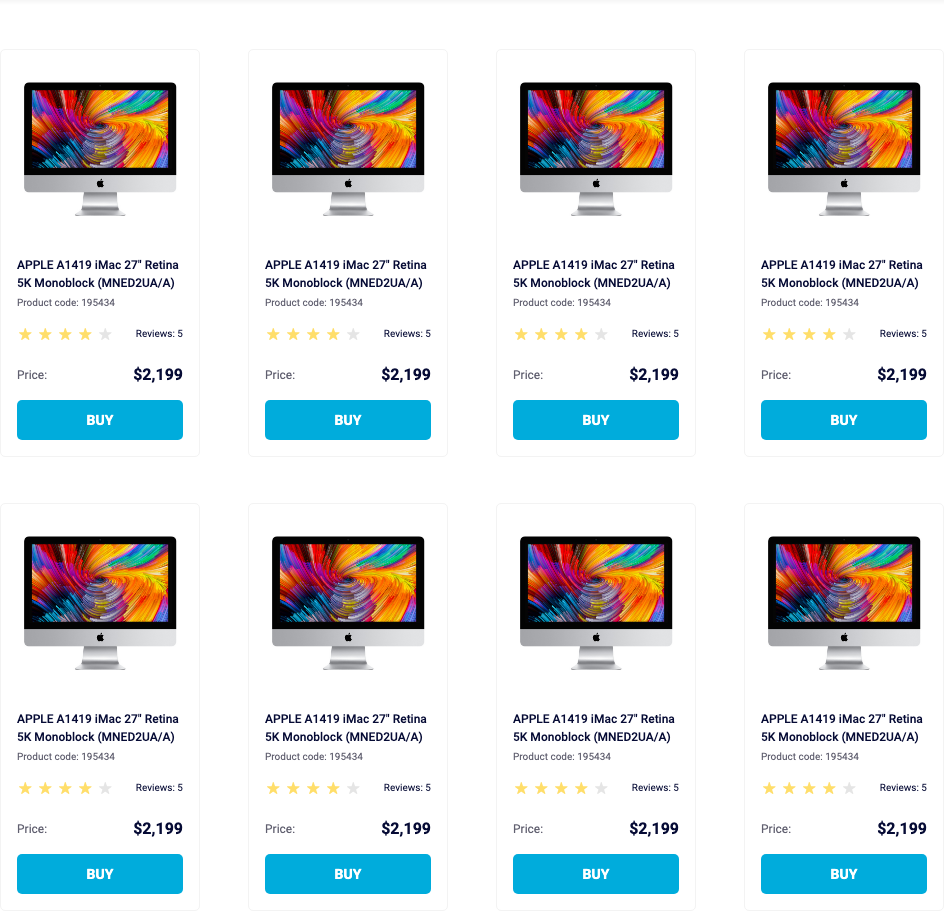 APPLE A1419 iMac 27" Retina
5K Monoblock (MNED2UA/A)
Product code: 195434
Reviews: 5
Price: $2,199
BUY
APPLE A1419 iMac 27" Retina
5K Monoblock (MNED2UA/A)
Product code: 195434
Reviews: 5
Price: $2,199
BUY
APPLE A1419 iMac 27" Retina
5K Monoblock (MNED2UA/A)
Product code: 195434
Reviews: 5
Price: $2,199
BUY
APPLE A1419 iMac 27" Retina
5K Monoblock (MNED2UA/A)
Product code: 195434
Reviews: 5
Price: $2,199
BUY
APPLE A1419 iMac 27" Retina
5K Monoblock (MNED2UA/A)
Product code: 195434
Reviews: 5
Price: $2,199
BUY
APPLE A1419 iMac 27" Retina
5K Monoblock (MNED2UA/A)
Product code: 195434
Reviews: 5
Price: $2,199
BUY
APPLE A1419 iMac 27" Retina
5K Monoblock (MNED2UA/A)
Product code: 195434
Reviews: 5
Price: $2,199
BUY
APPLE A1419 iMac 27" Retina
5K Monoblock (MNED2UA/A)
Product code: 195434
Reviews: 5
Price: $2,199
BUY